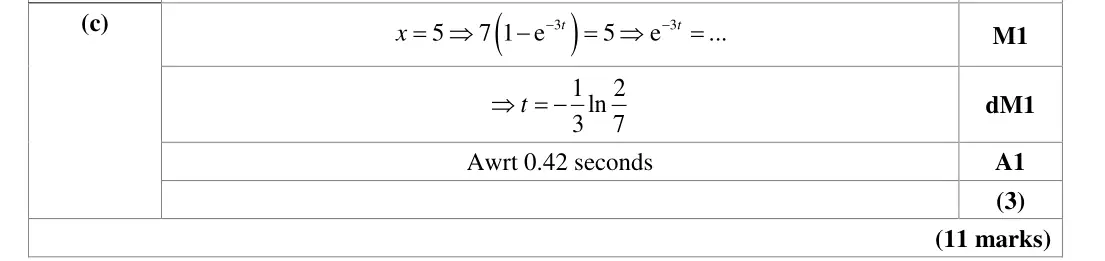 (c) x = 5 ⇒ 7(1 − e⁻³ᵗ) = 5 ⇒ e⁻³ᵗ = ... M1
⇒ t = −1/3 ln 2/7 dM1
Awrt 0.42 seconds A1
(3)
(11 marks)